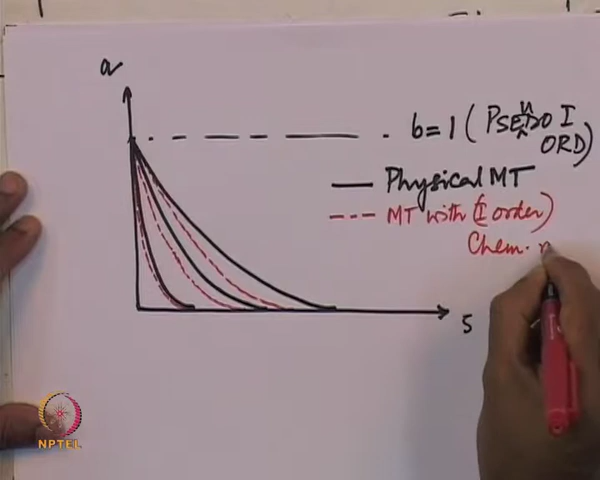 a
b=1 (PSEUDO I
ORD)
Physical MT
MT with (I order)
Chem.
s
NPTEL